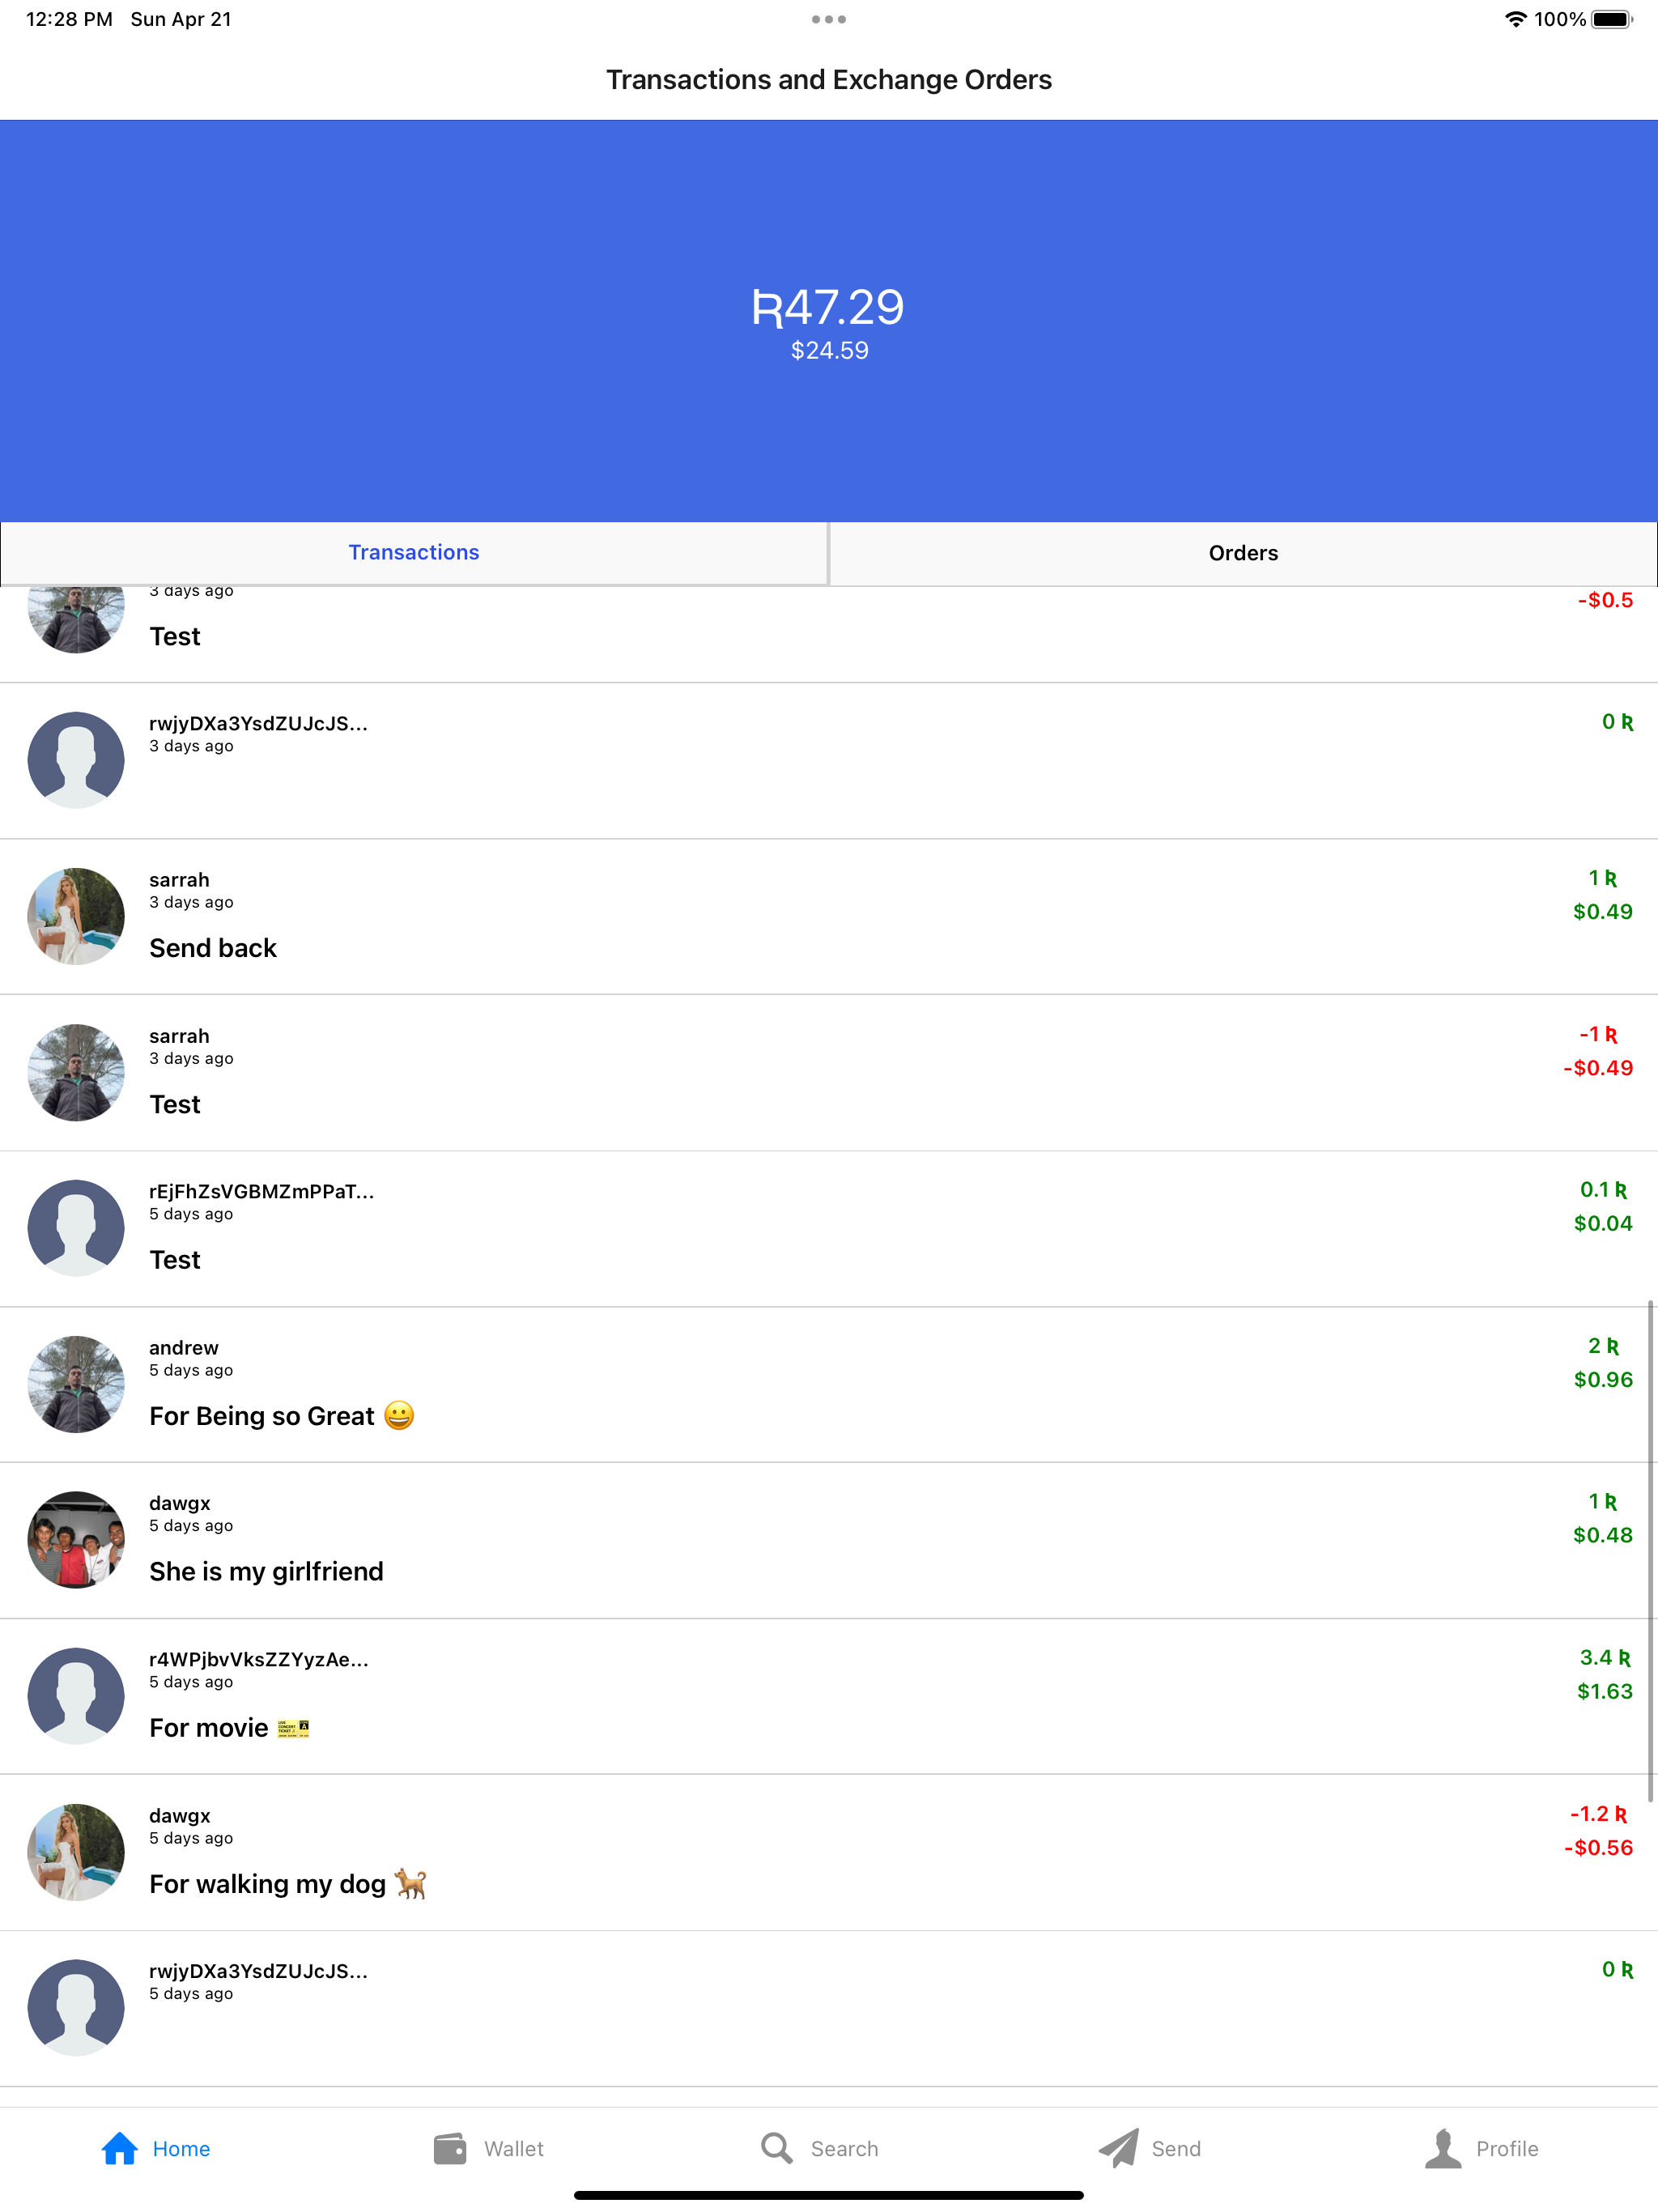 12:28 PM Sun Apr 21
100%
Transactions and Exchange Orders
Ʀ47.29
$24.59
Transactions
Orders
3 days ago
-$0.5
Test
rwjyDXa3YsdZUJcJS...
0 Ʀ
3 days ago
sarrah
1 Ʀ
3 days ago
$0.49
Send back
sarrah
-1 Ʀ
3 days ago
-$0.49
Test
rEjFhZsVGBMZmPPaT...
0.1 Ʀ
5 days ago
$0.04
Test
andrew
2 Ʀ
5 days ago
$0.96
For Being so Great 😀
dawgx
1 Ʀ
5 days ago
$0.48
She is my girlfriend
r4WPjbvVksZZYyzAe...
3.4 Ʀ
5 days ago
$1.63
For movie 🎫
dawgx
-1.2 Ʀ
5 days ago
-$0.56
For walking my dog 🐕
rwjyDXa3YsdZUJcJS...
0 Ʀ
5 days ago
Home
Wallet
Search
Send
Profile